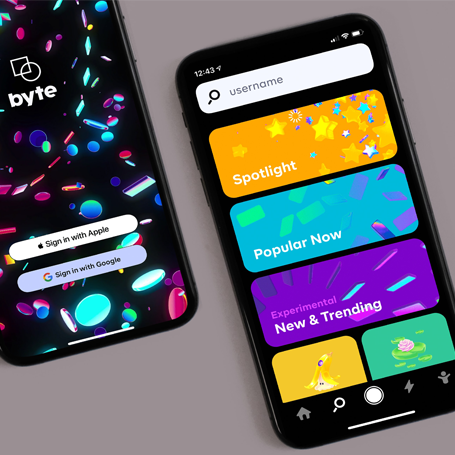 byte
Sign in with Apple
Sign in with Google
12:43
username
Spotlight
Popular Now
Experimental
New & Trending